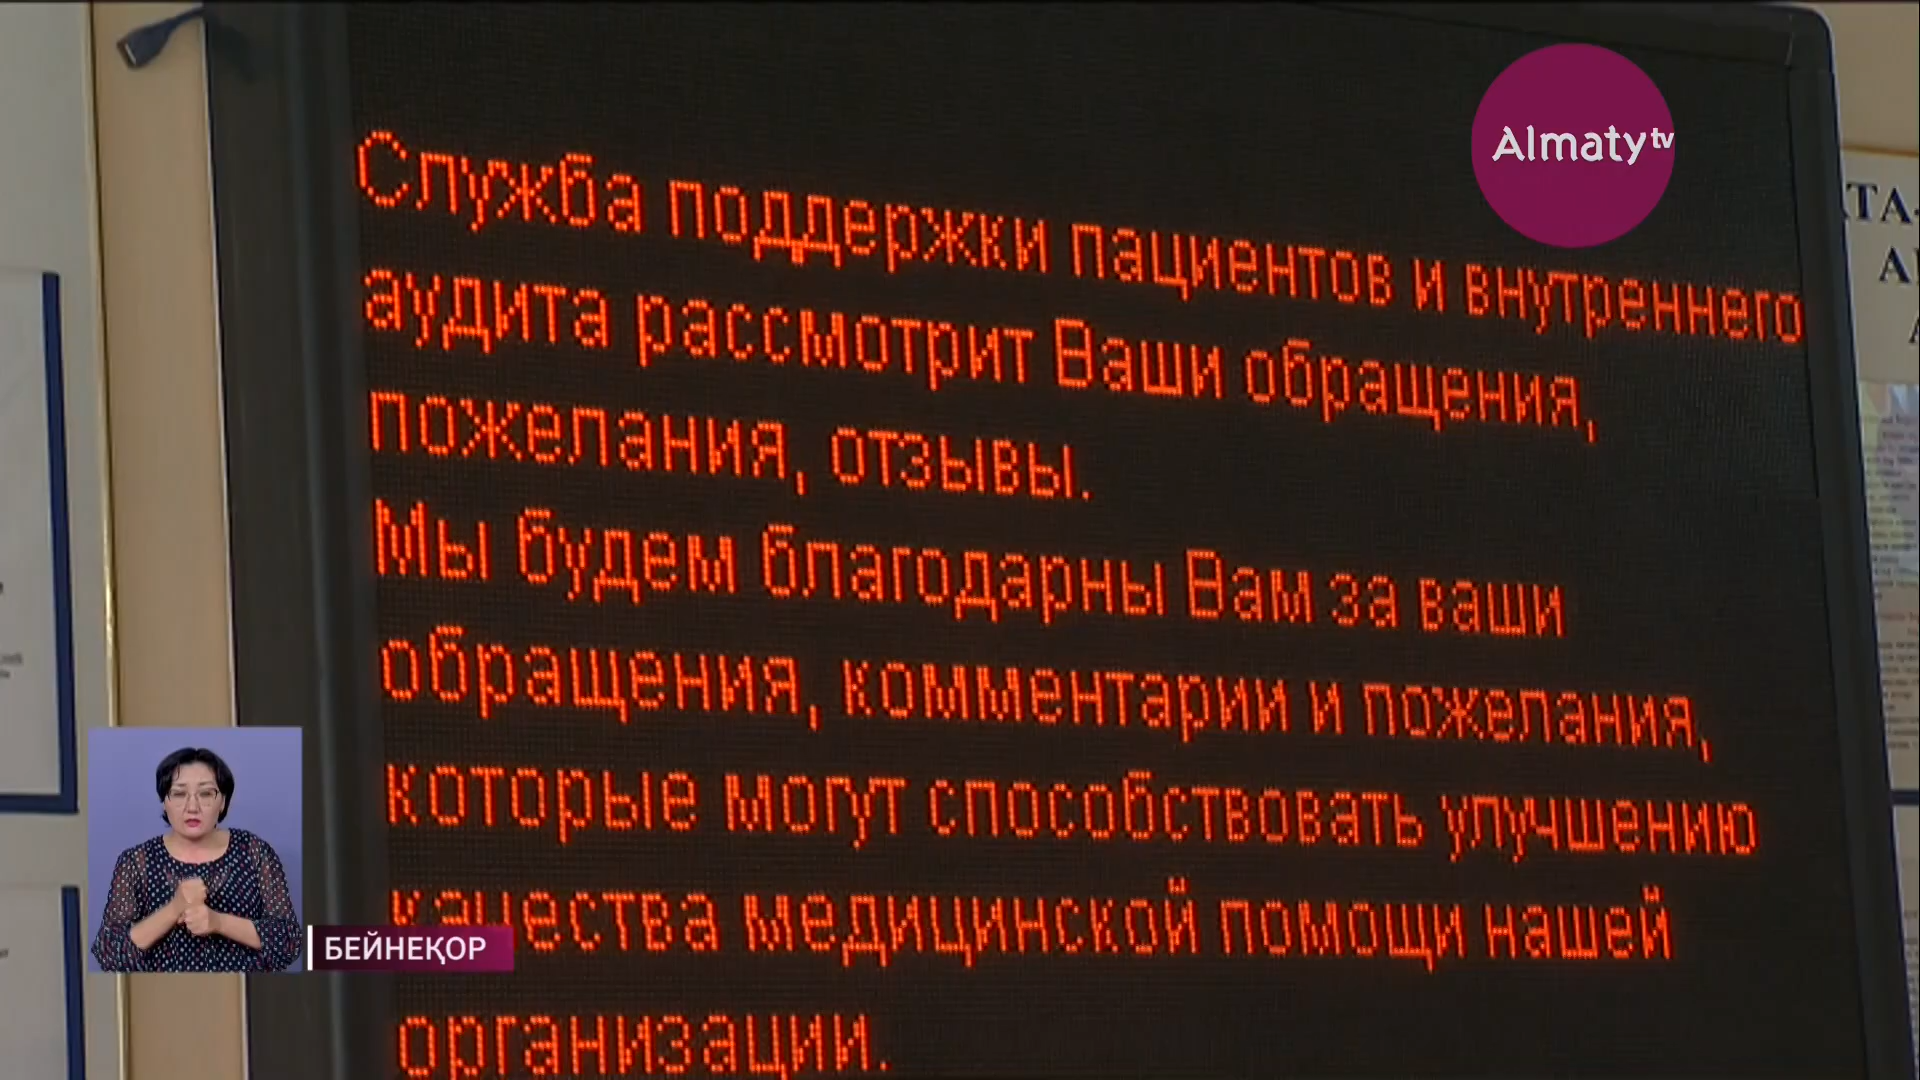 Almaty tv
Служба поддержки пациентов и внутреннего
аудита рассмотрит Ваши обращения,
пожелания, отзывы.
Мы будем благодарны Вам за ваши
обращения, комментарии и пожелания,
которые могут способствовать улучшению
качества медицинской помощи нашей
организации.
БЕЙНЕҚОР